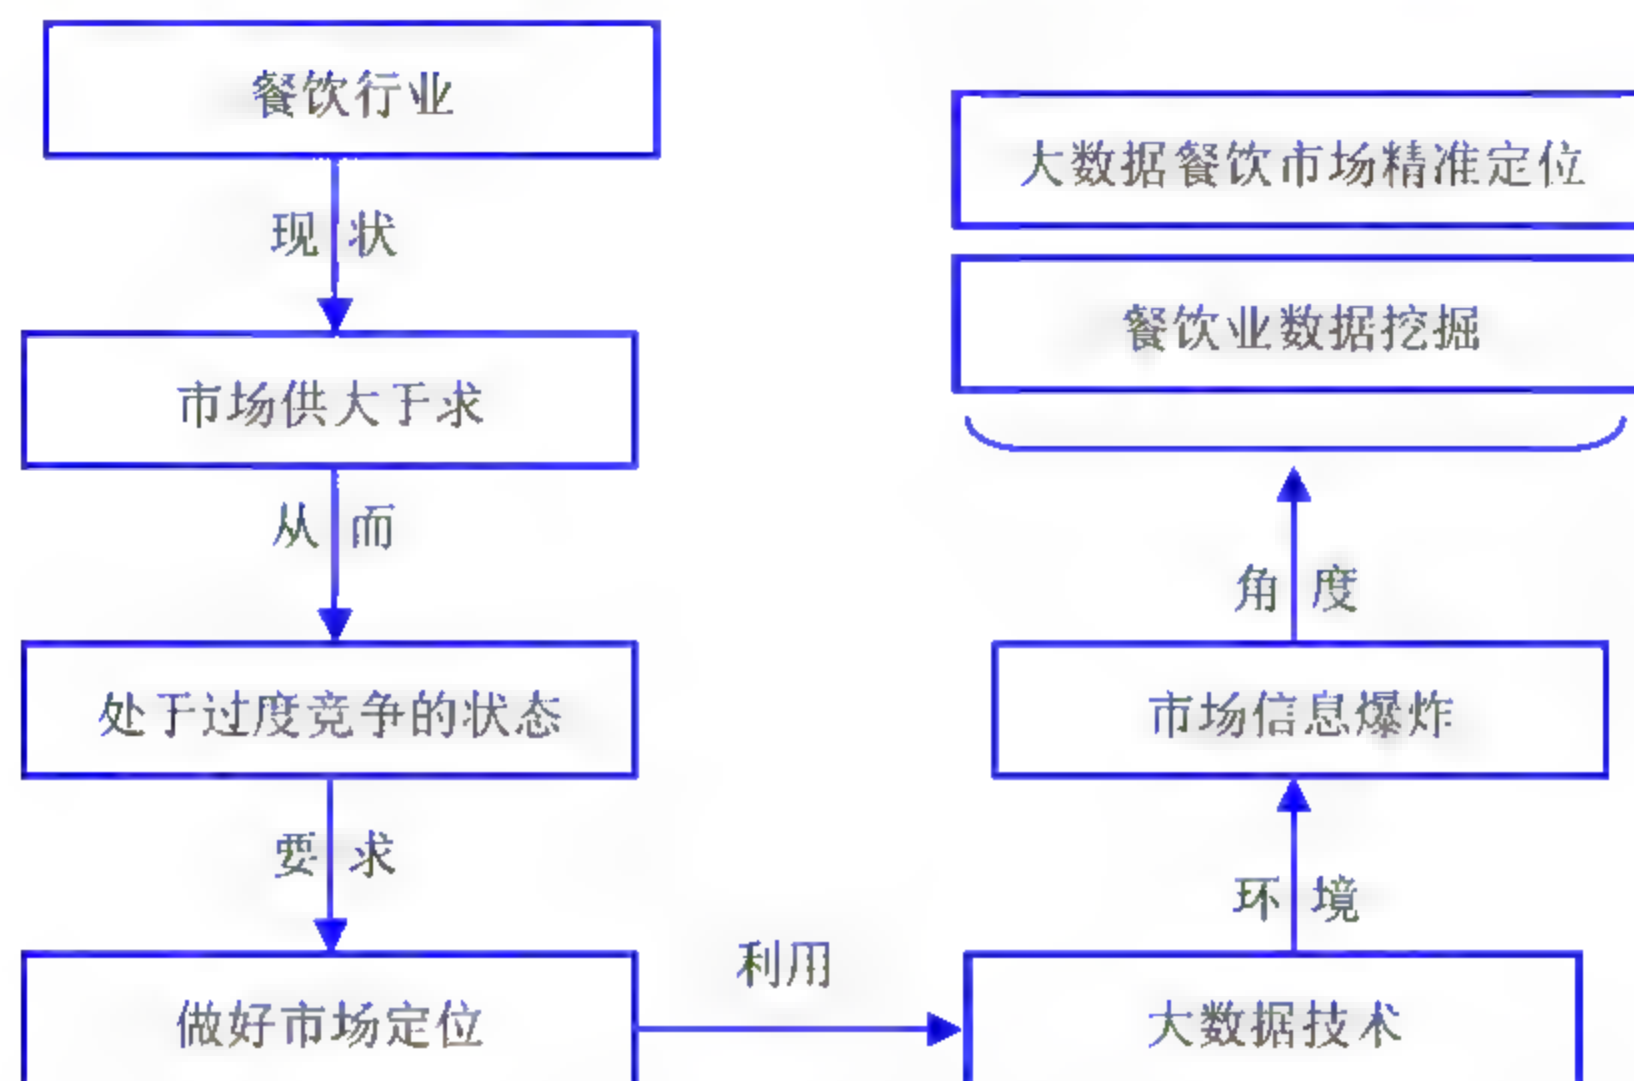 餐饮行业
现状
市场供大于求
从而
处于过度竞争的状态
要求
做好市场定位
利用
大数据技术
环境
市场信息爆炸
角度
餐饮业数据挖掘
大数据餐饮市场精准定位